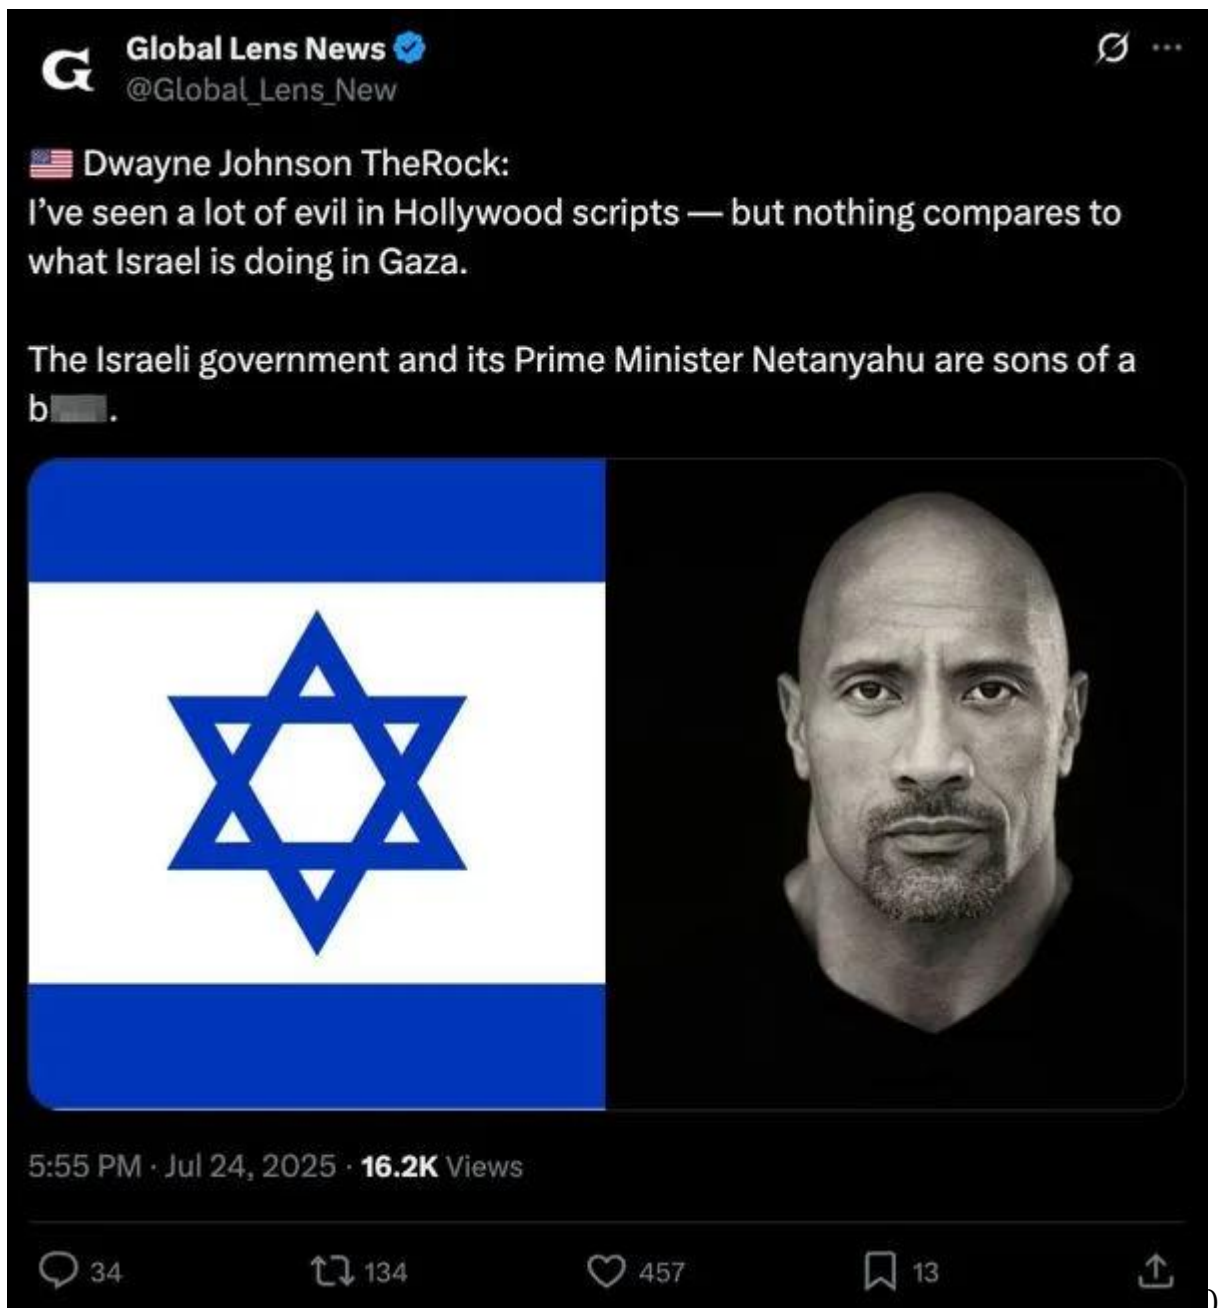 Global Lens News
@Global_Lens_New
Dwayne Johnson TheRock:
I’ve seen a lot of evil in Hollywood scripts — but nothing compares to
what Israel is doing in Gaza.
The Israeli government and its Prime Minister Netanyahu are sons of a
b .
5:55 PM · Jul 24, 2025 · 16.2K Views
34 134 457 13